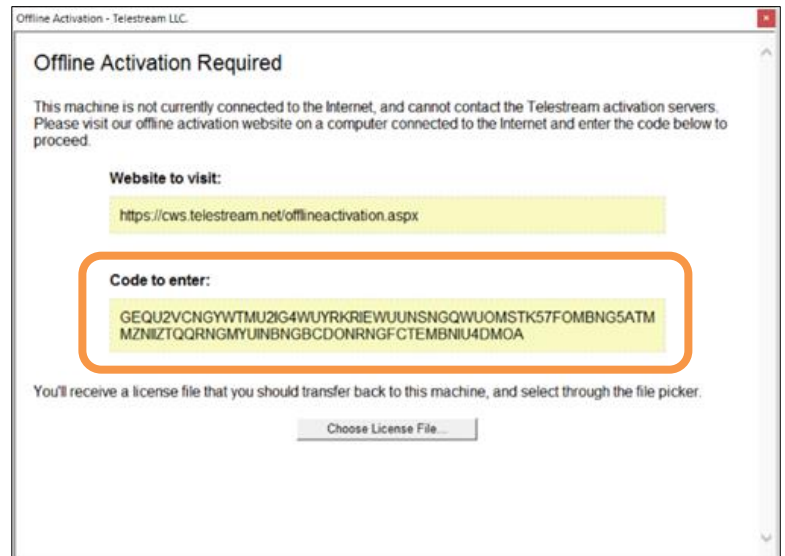 Offline Activation - Telestream LLC.
Offline Activation Required
This machine is not currently connected to the Internet, and cannot contact the Telestream activation servers.
Please visit our offline activation website on a computer connected to the Internet and enter the code below to
proceed.
Website to visit:
https://cws.telestream.net/offlineactivation.aspx
Code to enter:
GEQU2VCNGYWTMU2IG4WUYRKRIEWUUNSNGQWUOMSTK57FOMBNG5ATM
MZNIIZTQQRNGMYUINBNGBCDONRNGFCTEMBNIU4DMOA
You'll receive a license file that you should transfer back to this machine, and select through the file picker.
Choose License File...